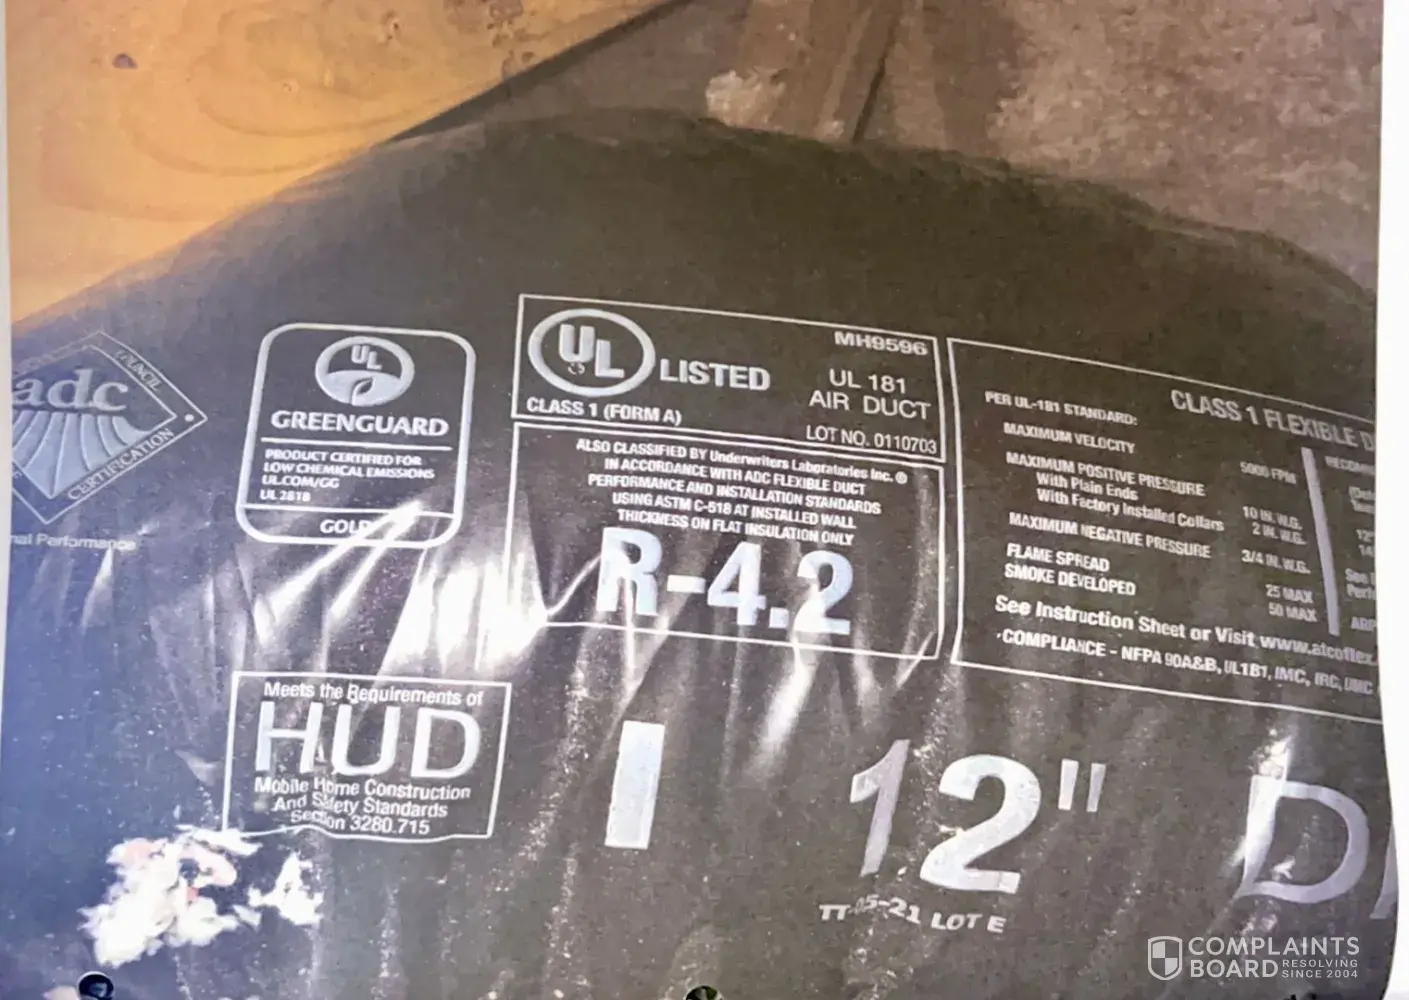 adc
COUNCIL
CERTIFICATION
nal Performance
UL
GREENGUARD
PRODUCT CERTIFIED FOR
LOW CHEMICAL EMISSIONS
UL.COM/GG
UL 2818
GOLD
UL LISTED
CLASS 1 (FORM A)
MH9596
UL 181
AIR DUCT
LOT NO. 0110703
ALSO CLASSIFIED BY Underwriters Laboratories Inc. ®
IN ACCORDANCE WITH ADC FLEXIBLE DUCT
PERFORMANCE AND INSTALLATION STANDARDS
USING ASTM C-518 AT INSTALLED WALL
THICKNESS ON FLAT INSULATION ONLY
R-4.2
CLASS 1 FLEXIBLE D
PER UL-181 STANDARD:
MAXIMUM VELOCITY 5000 FPM
MAXIMUM POSITIVE PRESSURE
With Plain Ends 10 IN. W.G.
With Factory Installed Collars 2 IN. W.G.
MAXIMUM NEGATIVE PRESSURE 3/4 IN. W.G.
FLAME SPREAD 25 MAX
SMOKE DEVELOPED 50 MAX
See Instruction Sheet or Visit www.atcoflex.
COMPLIANCE - NFPA 90A&B, UL181, IMC, IRC, UMC
Meets the Requirements of
HUD
Mobile Home Construction
And Safety Standards
Section 3280.715
12" D
LOT E
COMPLAINTS
BOARD
RESOLVING
SINCE 2004